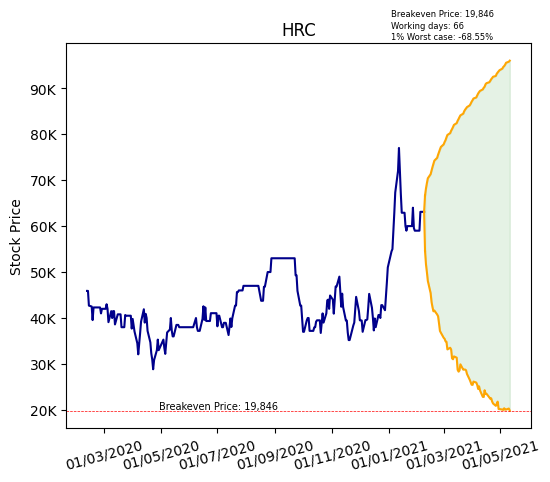 Breakeven Price: 19,846
Working days: 66
1% Worst case: -68.55%
HRC
Stock Price
90K
80K
70K
60K
50K
40K
30K
20K
Breakeven Price: 19,846
01/03/2020
01/05/2020
01/07/2020
01/09/2020
01/11/2020
01/01/2021
01/03/2021
01/05/2021